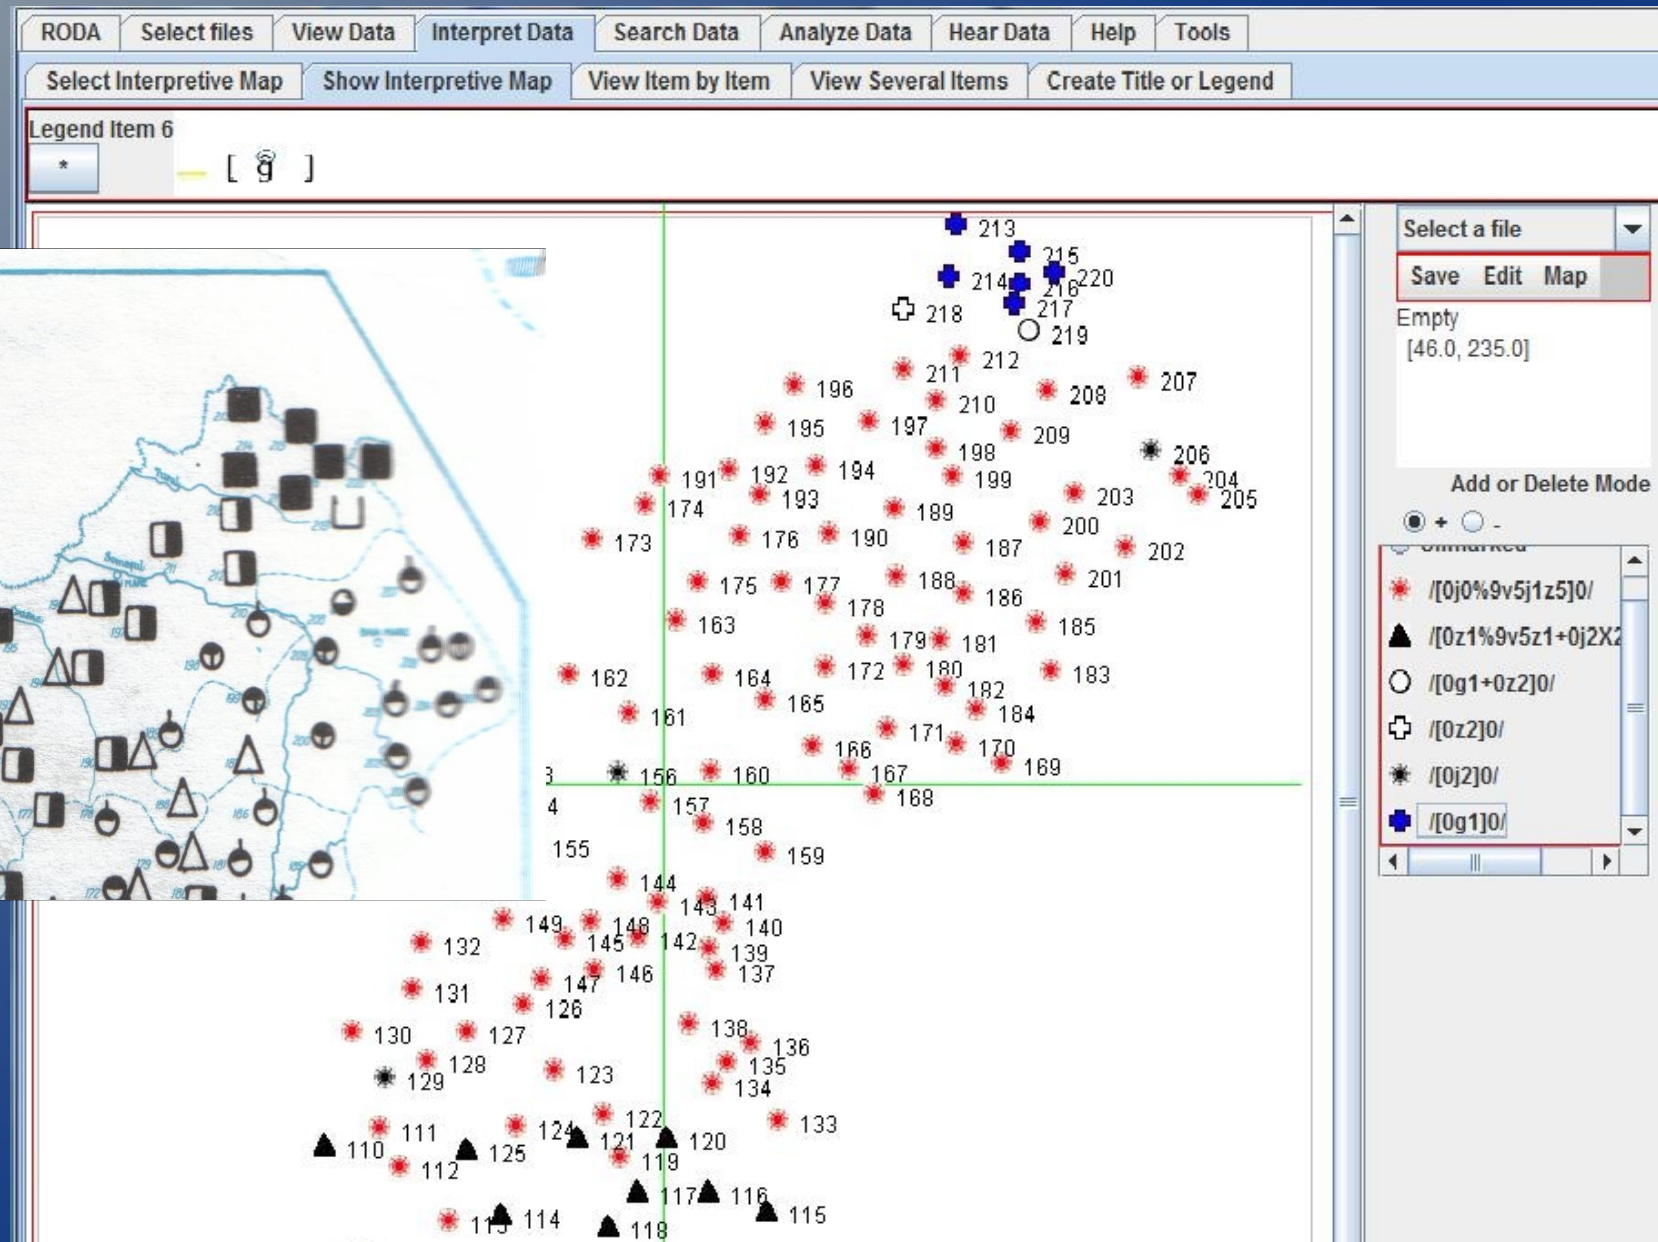 RODA Select files View Data Interpret Data Search Data Analyze Data Hear Data Help Tools
Select Interpretive Map Show Interpretive Map View Item by Item View Several Items Create Title or Legend
Legend Item 6
*
[ g ]
Select a file
Save Edit Map
Empty
[46.0, 235.0]
Add or Delete Mode
+ -
Unmarked
/[0j0%9v5j1z5]0/
/[0z1%9v5z1+0j2X2
/[0g1+0z2]0/
/[0z2]0/
/[0j2]0/
/[0g1]0/
213
215
214 216 220
218 217
219
212
211 207
196 208
210
195 197 209
198 206
191 192 194 199 204
193 203 205
174 189 200
173 176 190 187 202
175 177 188 201
178 186
163 179 181 185
162 164 172 180 183
165 182
161 184
166 171 170
3 156 160 167 169
4 157 168
158
155 159
144
143 141
149 148 140
132 145 142 139
146 137
147
131 126
130 127 138
136
128 135
129 123 134
122 133
111 124
110 125 121 120
112 119
117 116
113 114 115
118